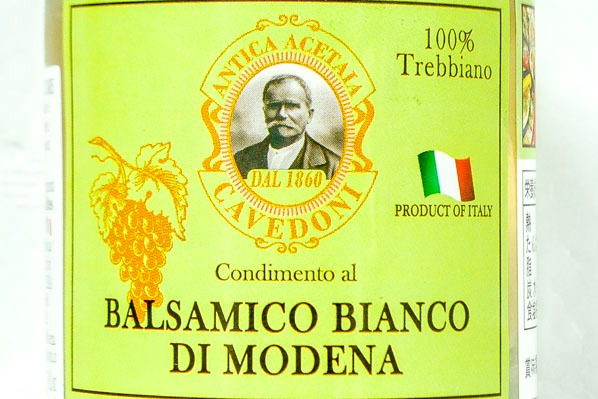 ANTICA ACETAIA
100%
Trebbiano
DAL 1860
CAVEDONI
PRODUCT OF ITALY
Condimento al
BALSAMICO BIANCO
DI MODENA